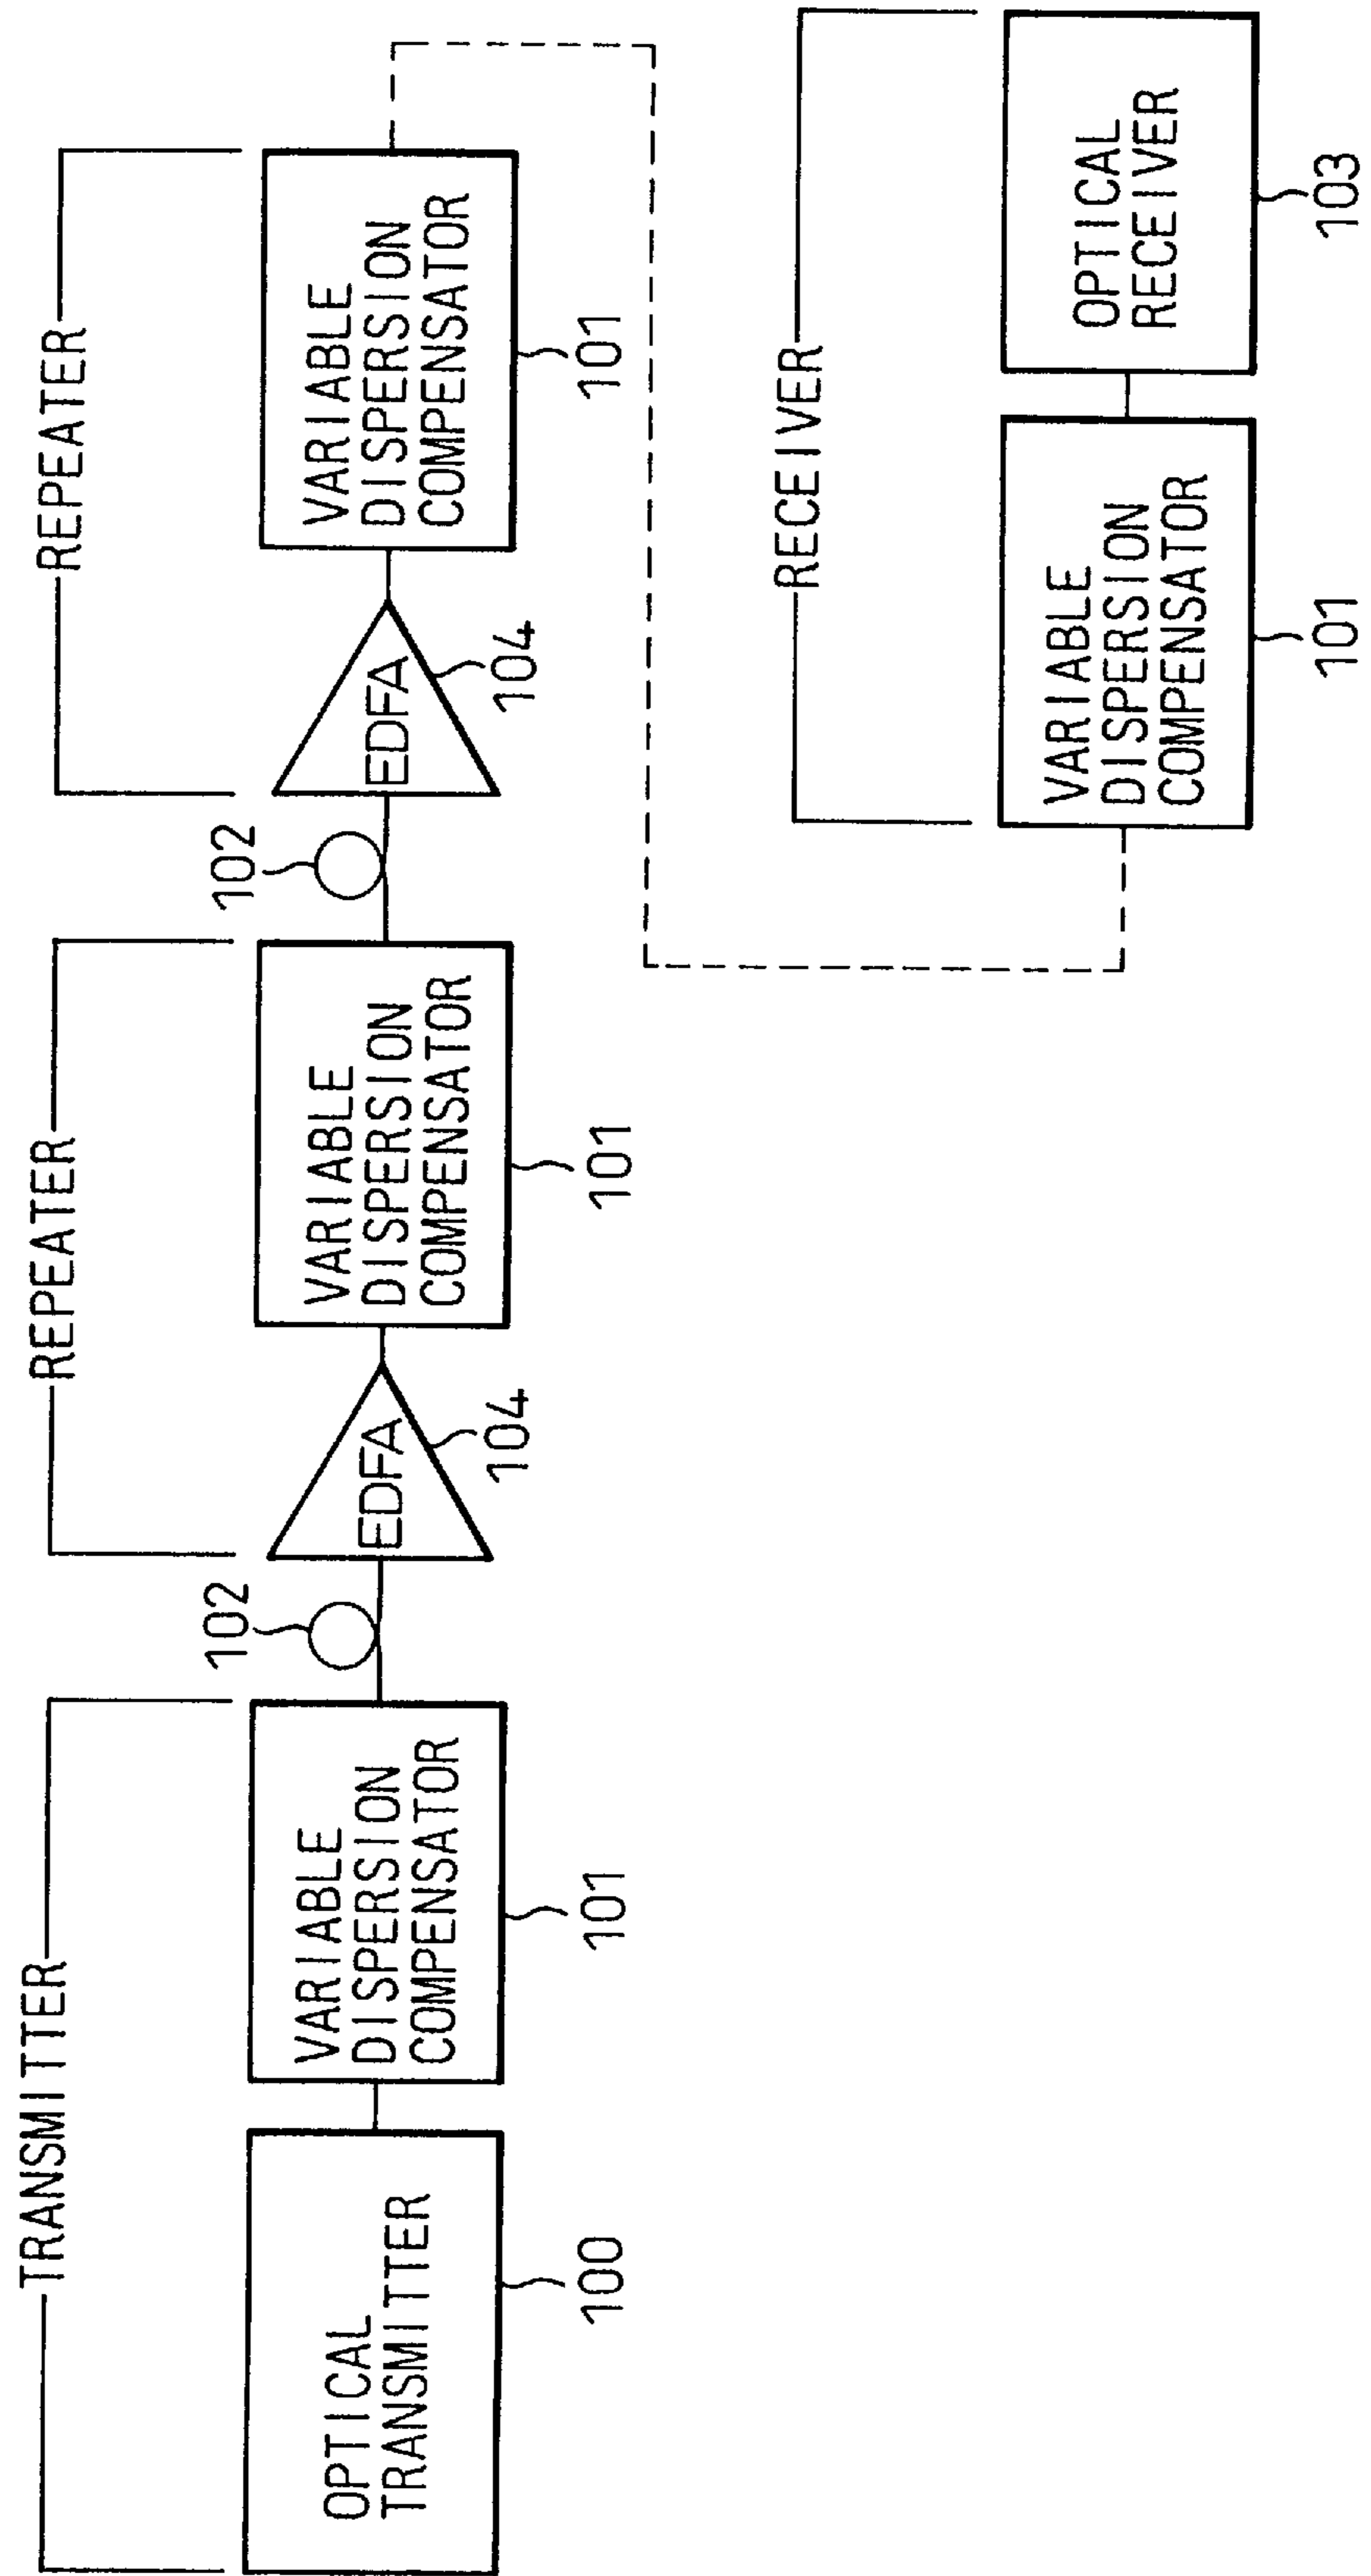 TRANSMITTER
OPTICAL
TRANSMITTER
100
VARIABLE
DISPERSION
COMPENSATOR
101
102
REPEATER
EDFA
104
VARIABLE
DISPERSION
COMPENSATOR
101
102
REPEATER
EDFA
104
VARIABLE
DISPERSION
COMPENSATOR
101
RECEIVER
VARIABLE
DISPERSION
COMPENSATOR
101
OPTICAL
RECEIVER
103